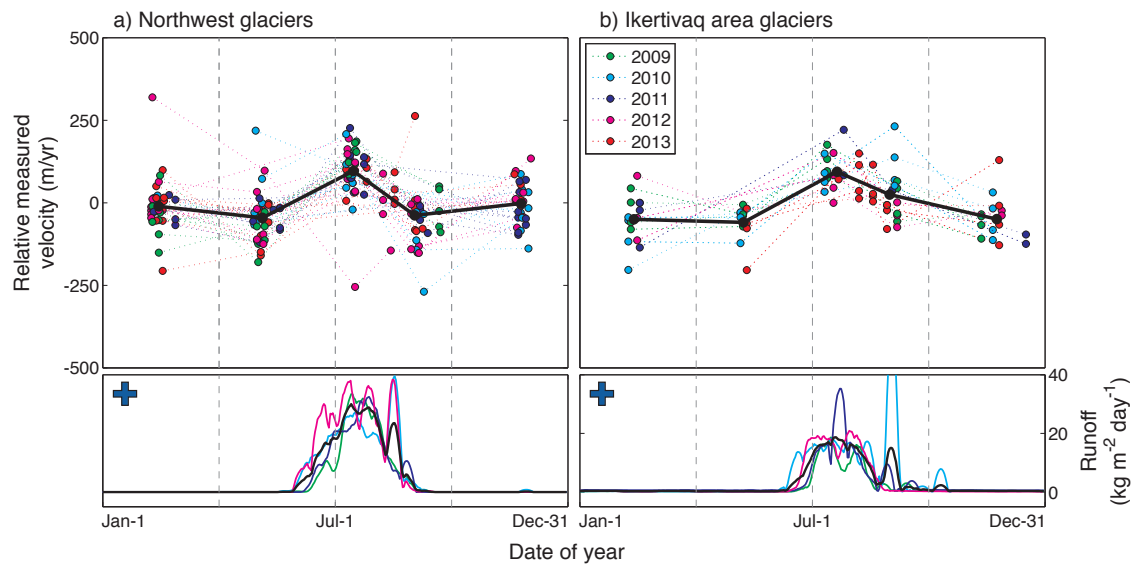 a) Northwest glaciers
b) Ikertivaq area glaciers
Relative measured
velocity (m/yr)
500
250
0
-250
-500
2009
2010
2011
2012
2013
40
20
0
Runoff
(kg m-2 day-1)
Jan-1
Jul-1
Dec-31
Jan-1
Jul-1
Dec-31
Date of year